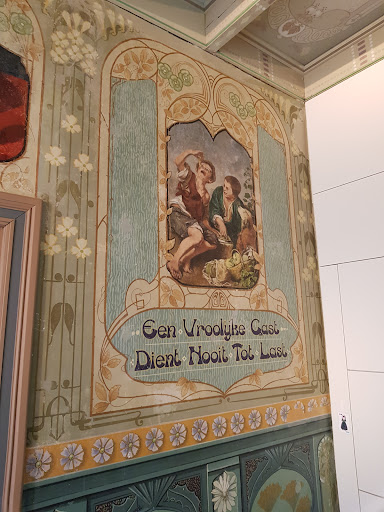 Een Vroolyke Gast
Dient Nooit Tot Last